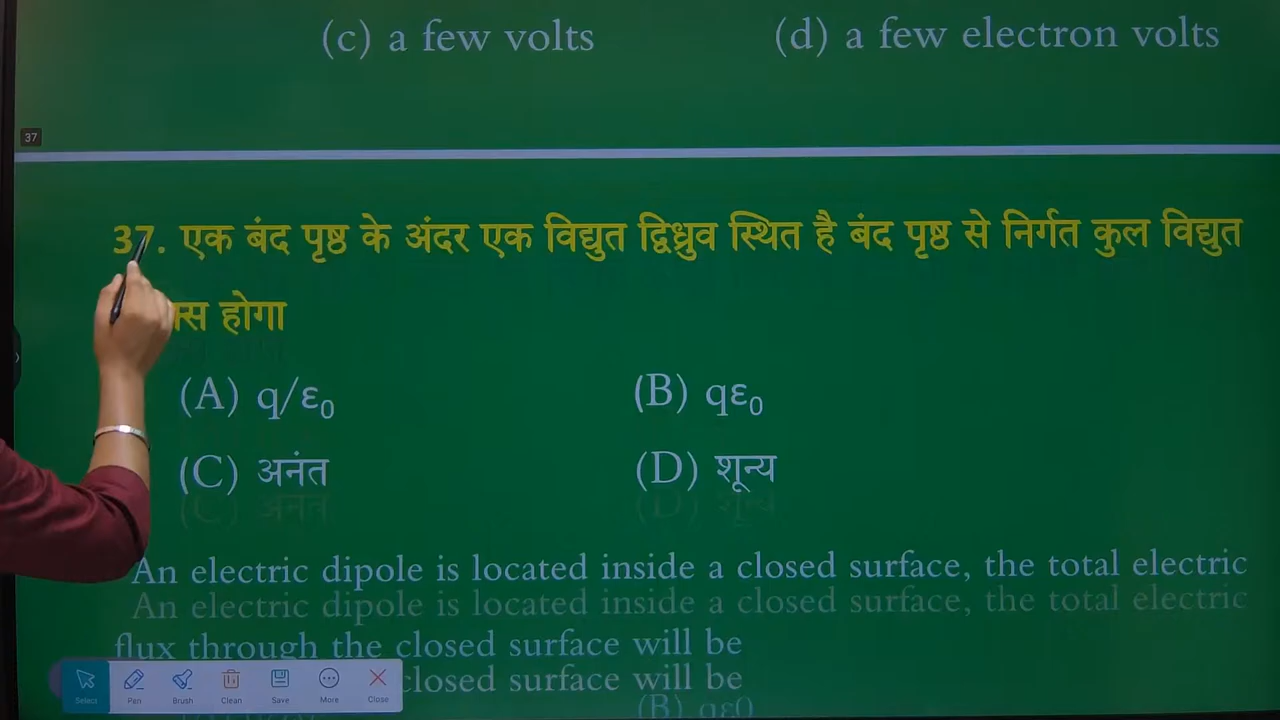 (c) a few volts (d) a few electron volts
37
37. एक बंद पृष्ठ के अंदर एक विद्युत द्विध्रुव स्थित है बंद पृष्ठ से निर्गत कुल विद्युत
होगा
(A) q/ε₀ (B) qε₀
(C) अनंत (D) शून्य
An electric dipole is located inside a closed surface, the total electric
flux through the closed surface will be
Select Pen Brush Clean Save More Close